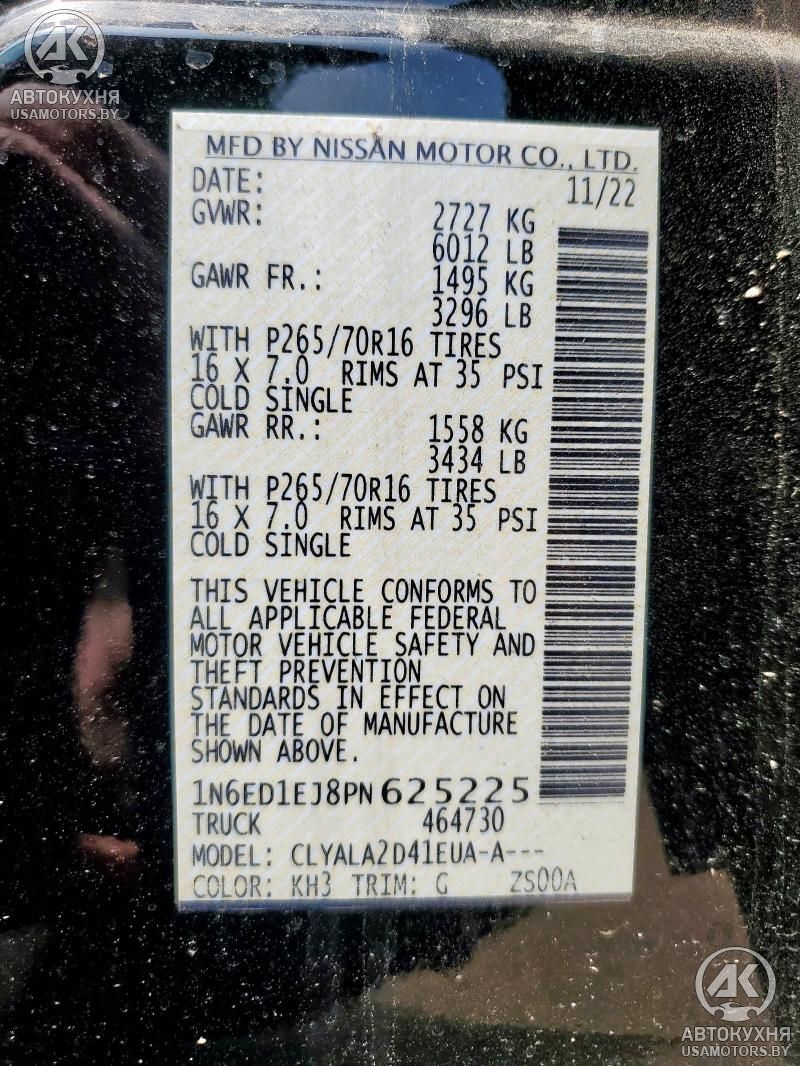 AK
АВТОКУХНЯ
USAMOTORS.BY
MFD BY NISSAN MOTOR CO., LTD.
DATE: 11/22
GVWR: 2727 KG
6012 LB
GAWR FR.: 1495 KG
3296 LB
WITH P265/70R16 TIRES
16 X 7.0 RIMS AT 35 PSI
COLD SINGLE
GAWR RR.: 1558 KG
3434 LB
WITH P265/70R16 TIRES
16 X 7.0 RIMS AT 35 PSI
COLD SINGLE
THIS VEHICLE CONFORMS TO
ALL APPLICABLE FEDERAL
MOTOR VEHICLE SAFETY AND
THEFT PREVENTION
STANDARDS IN EFFECT ON
THE DATE OF MANUFACTURE
SHOWN ABOVE.
1N6ED1EJ8PN 625225
TRUCK 464730
MODEL: CLYALA2D41EUA-A---
COLOR: KH3 TRIM: G ZS00A
AK
АВТОКУХНЯ
USAMOTORS.BY